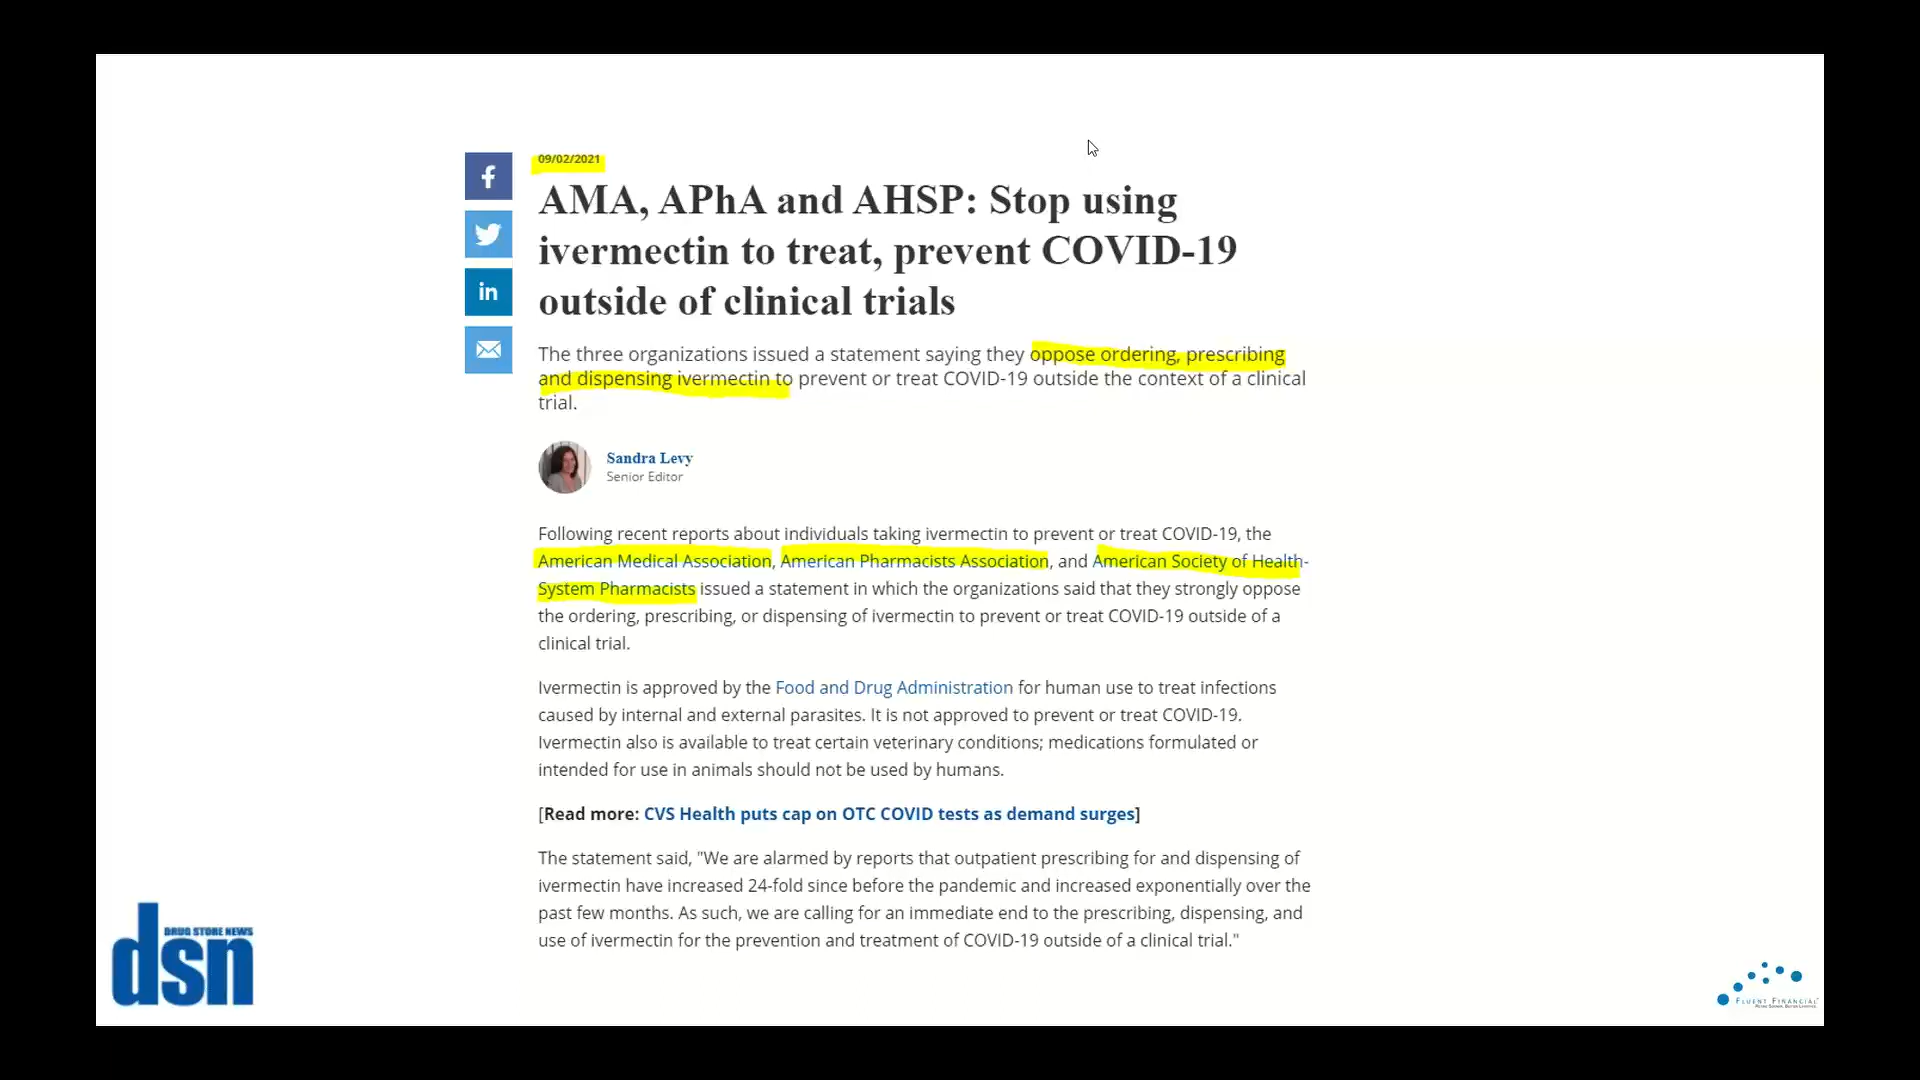 09/02/2021
AMA, APhA and AHSP: Stop using
ivermectin to treat, prevent COVID-19
outside of clinical trials
The three organizations issued a statement saying they oppose ordering, prescribing
and dispensing ivermectin to prevent or treat COVID-19 outside the context of a clinical
trial.
Sandra Levy
Senior Editor
Following recent reports about individuals taking ivermectin to prevent or treat COVID-19, the
American Medical Association, American Pharmacists Association, and American Society of Health-
System Pharmacists issued a statement in which the organizations said that they strongly oppose
the ordering, prescribing, or dispensing of ivermectin to prevent or treat COVID-19 outside of a
clinical trial.
Ivermectin is approved by the Food and Drug Administration for human use to treat infections
caused by internal and external parasites. It is not approved to prevent or treat COVID-19.
Ivermectin also is available to treat certain veterinary conditions; medications formulated or
intended for use in animals should not be used by humans.
[Read more: CVS Health puts cap on OTC COVID tests as demand surges]
The statement said, "We are alarmed by reports that outpatient prescribing for and dispensing of
ivermectin have increased 24-fold since before the pandemic and increased exponentially over the
past few months. As such, we are calling for an immediate end to the prescribing, dispensing, and
use of ivermectin for the prevention and treatment of COVID-19 outside of a clinical trial."
DRUG STORE NEWS
dsn
FLUENT FINANCIAL